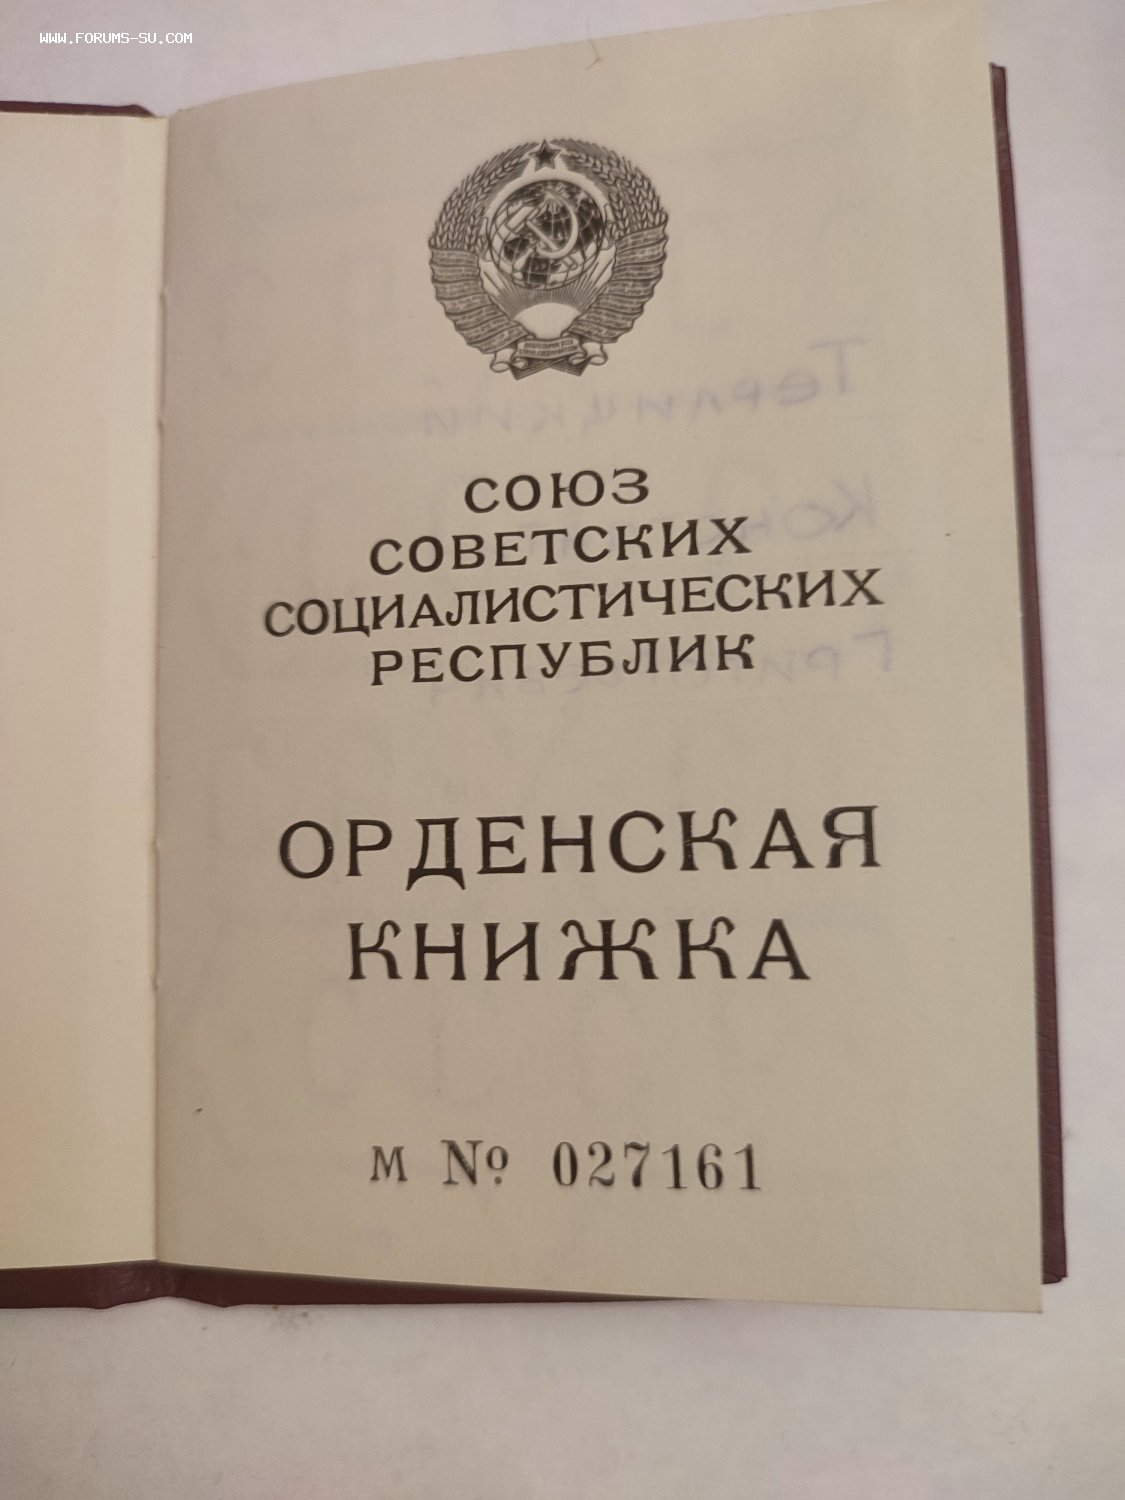 WWW.FORUMS-SU.COM
СОЮЗ
СОВЕТСКИХ
СОЦИАЛИСТИЧЕСКИХ
РЕСПУБЛИК
ОРДЕНСКАЯ
КНИЖКА
М № 027161